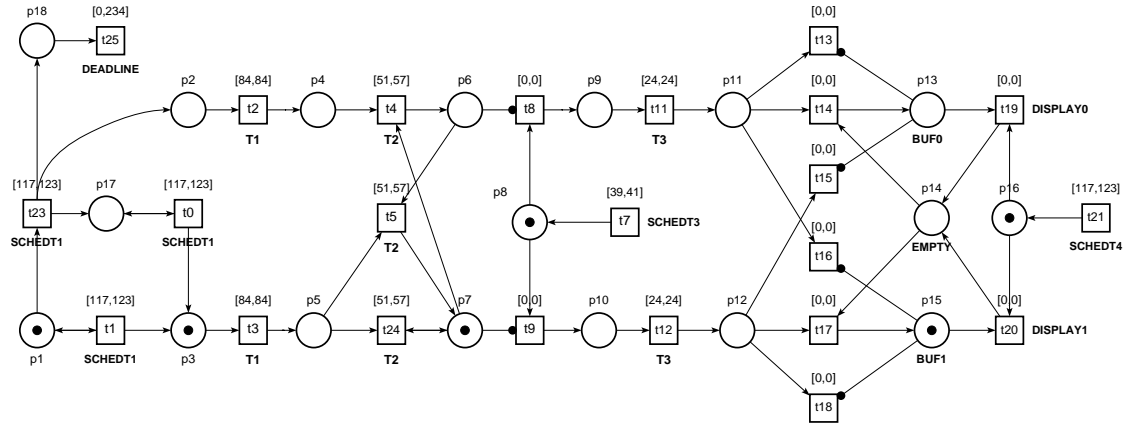 [0,0]
p18 [0,234]
t25 t13
DEADLINE
p2 [84,84] p4 [51,57] p6 [0,0] p9 [24,24] p11 [0,0] p13 [0,0]
t2 t4 t8 t11 t14 t19 DISPLAY0
T1 T2 T3 BUF0
[0,0]
[117,123] p17 [117,123] [51,57] p8 [39,41] t15 p14 p16 [117,123]
t23 t0 t5 t7 SCHEDT3 t21
SCHEDT1 SCHEDT1 T2 [0,0] EMPTY SCHEDT4
t16
[117,123] [84,84] p5 [51,57] p7 [0,0] p10 [24,24] p12 [0,0] p15 [0,0]
t1 t3 t24 t9 t12 t17 t20 DISPLAY1
p1 SCHEDT1 p3 T1 T2 T3 BUF1
[0,0]
t18